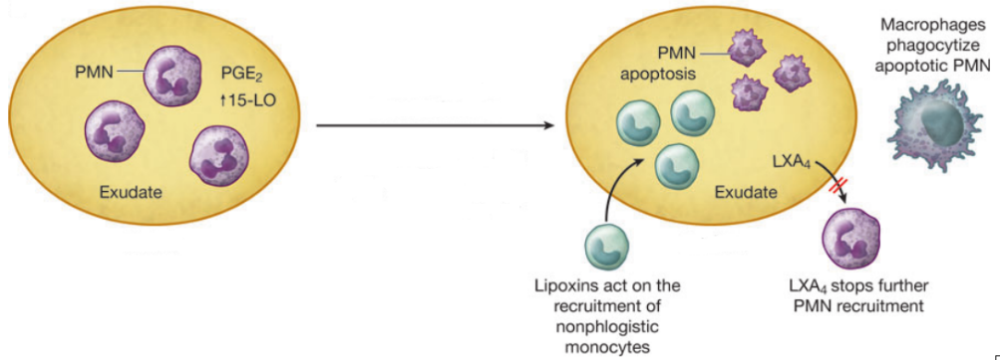 PMN
PGE₂
↑15-LO
Exudate
PMN
apoptosis
LXA₄
Exudate
Macrophages
phagocytize
apoptotic PMN
Lipoxins act on the
recruitment of
nonphlogistic
monocytes
LXA₄ stops further
PMN recruitment